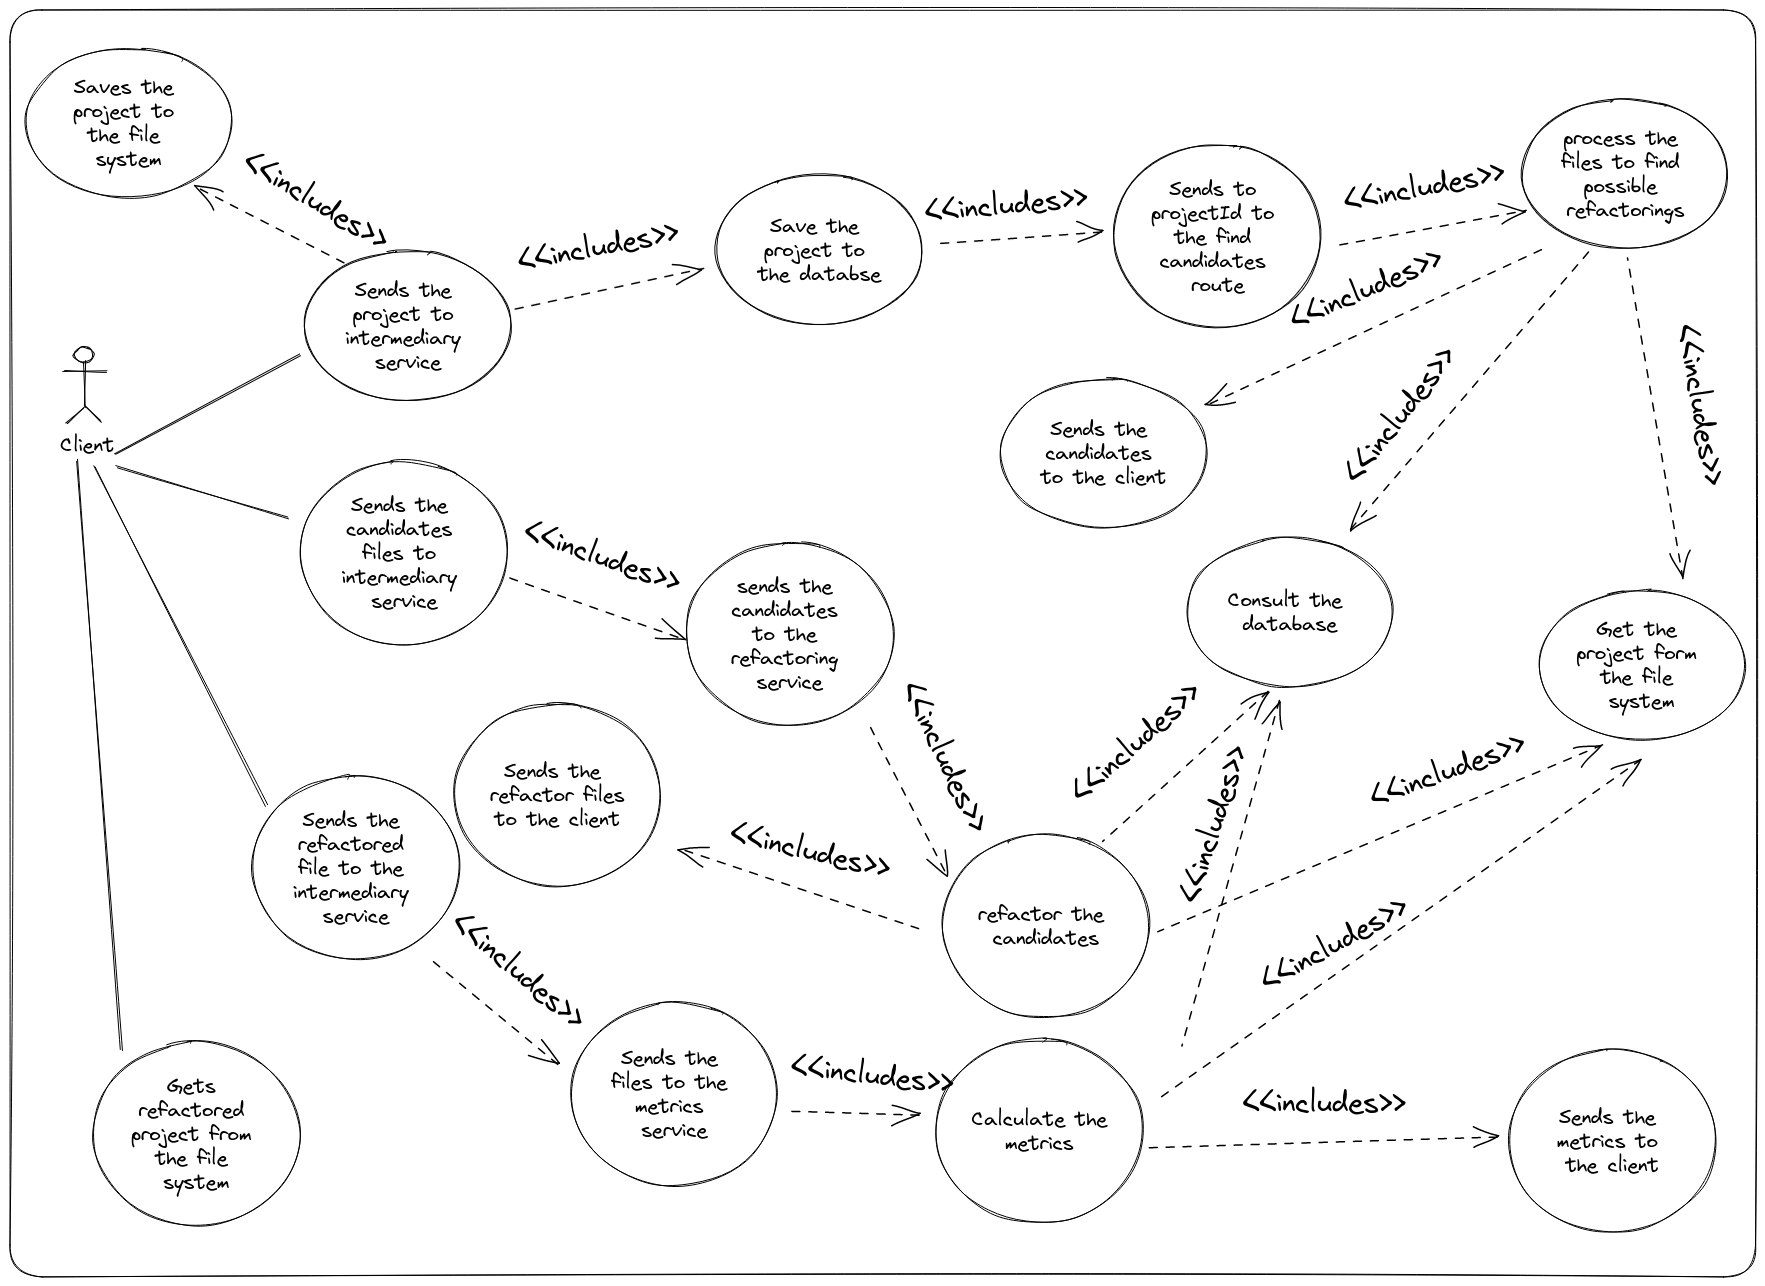 Saves the
project to
the file
system
<<includes>>
Sends the
project to
intermediary
service
<<includes>>
Save the
project to
the databse
<<includes>>
Sends to
projectId to
the find
candidates
route
<<includes>>
process the
files to find
possible
refactorings
<<includes>>
<<includes>>
<<includes>>
Sends the
candidates
to the client
Consult the
database
Get the
project form
the file
system
Client
Sends the
candidates
files to
intermediary
service
<<includes>>
sends the
candidates
to the
refactoring
service
<<includes>>
Sends the
refactor files
to the client
<<includes>>
refactor the
candidates
<<includes>>
<<includes>>
<<includes>>
<<includes>>
Sends the
refactored
file to the
intermediary
service
<<includes>>
Sends the
files to the
metrics
service
<<includes>>
Calculate the
metrics
<<includes>>
Sends the
metrics to
the client
Gets
refactored
project from
the file
system